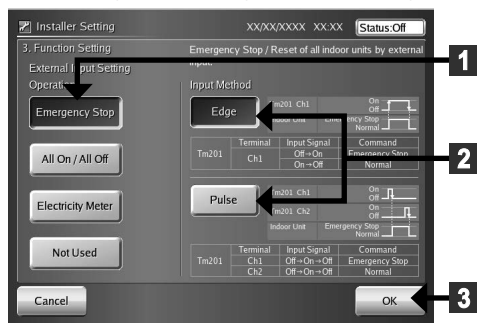 Installer Setting XX/XX/XXXX XX:XX Status:Off
3. Function Setting
Emergency Stop / Reset of all indoor units by external input.
External Input Setting
Operation
Emergency Stop
All On / All Off
Electricity Meter
Not Used
Input Method
Edge
Tm201 Ch1 On
Off
Indoor Unit Emergency Stop
Normal
Terminal Input Signal Command
Tm201 Ch1 Off→On Emergency Stop
On→Off Normal
Pulse
Tm201 Ch1 On
Off
Tm201 Ch2 On
Off
Indoor Unit Emergency Stop
Normal
Terminal Input Signal Command
Tm201 Ch1 Off→On→Off Emergency Stop
Ch2 Off→On→Off Normal
Cancel
OK
1
2
3